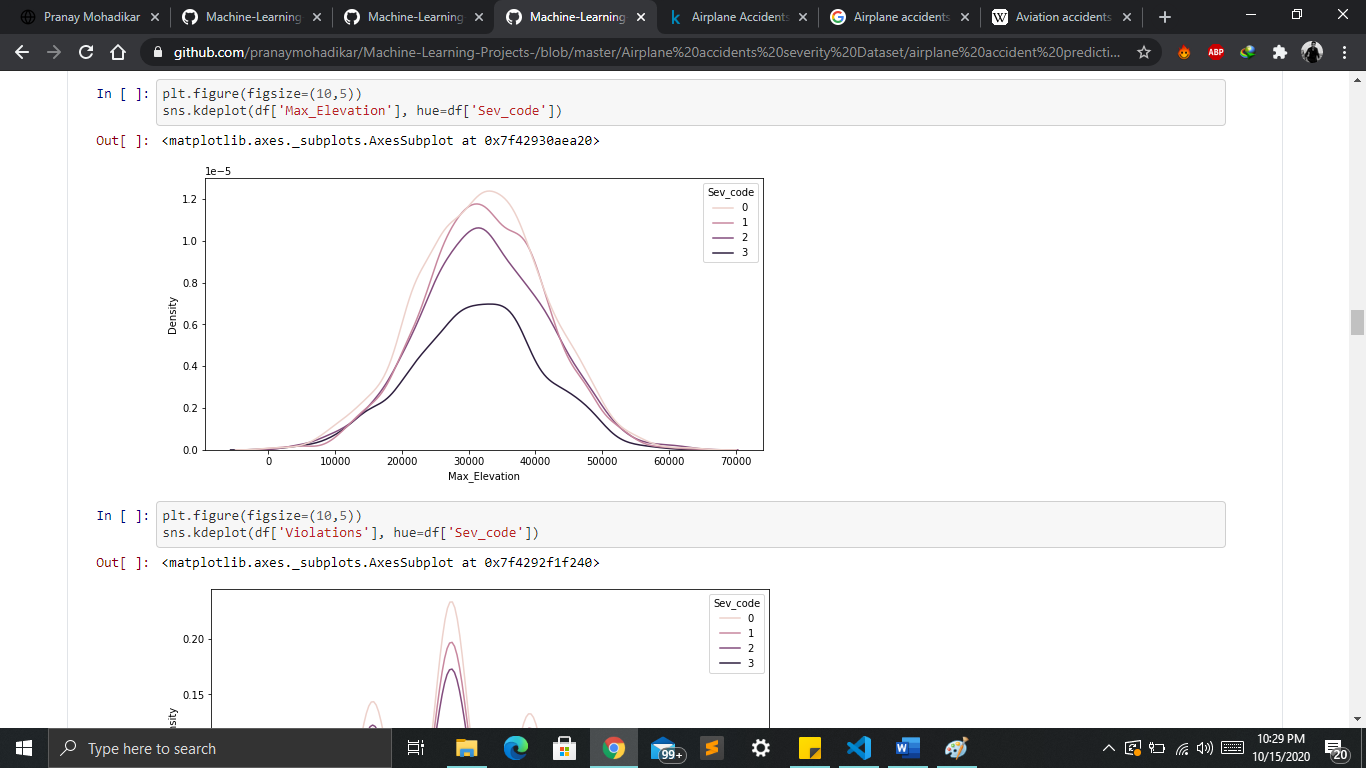 Pranay Mohadikar
Machine-Learning
Machine-Learning
Machine-Learning
Airplane Accidents
Airplane accidents
Aviation accidents
github.com/pranaymohadikar/Machine-Learning-Projects-/blob/master/Airplane%20accidents%20severity%20Dataset/airplane%20accident%20predicti...
ABP
In [ ]:
plt.figure(figsize=(10,5))
sns.kdeplot(df['Max_Elevation'], hue=df['Sev_code'])
Out[ ]:
<matplotlib.axes._subplots.AxesSubplot at 0x7f42930aea20>
1e−5
Sev_code
0
1
2
3
1.2
1.0
0.8
0.6
0.4
0.2
0.0
Density
0 10000 20000 30000 40000 50000 60000 70000
Max_Elevation
In [ ]:
plt.figure(figsize=(10,5))
sns.kdeplot(df['Violations'], hue=df['Sev_code'])
Out[ ]:
<matplotlib.axes._subplots.AxesSubplot at 0x7f4292f1f240>
Sev_code
0
1
2
3
0.20
0.15
Type here to search
99+
10:29 PM
10/15/2020
20